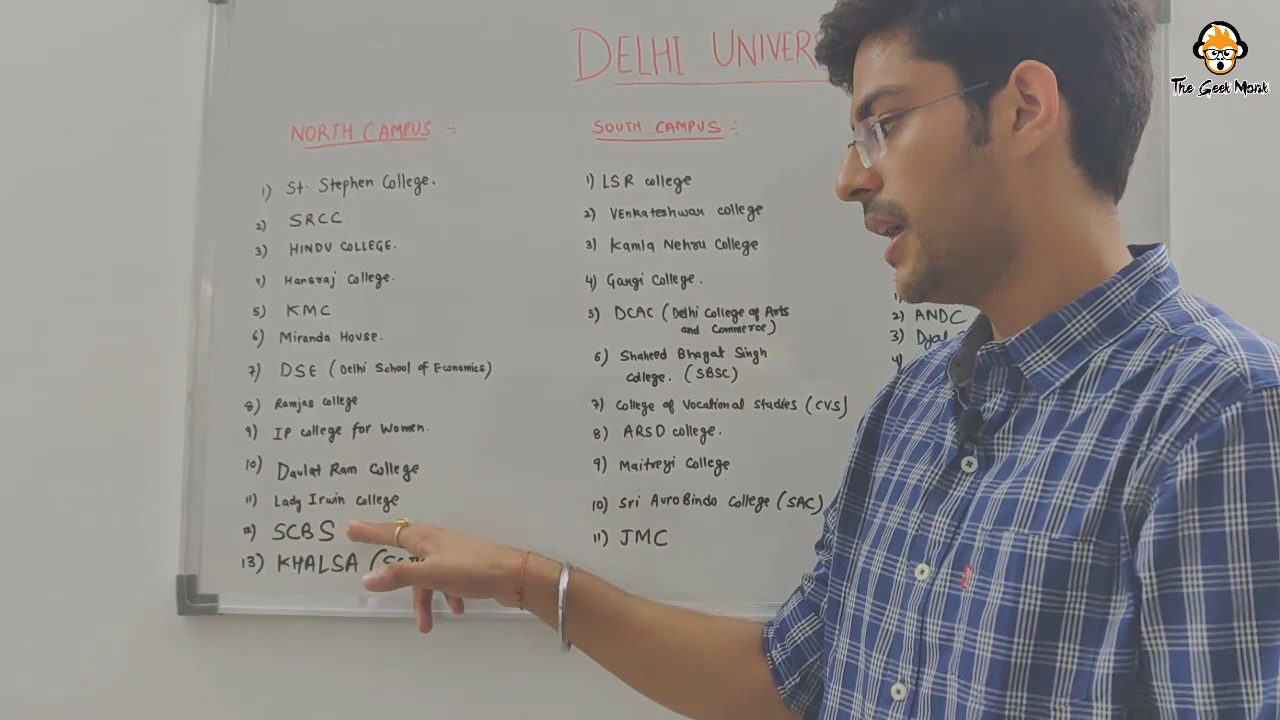 The Geek Monk
DELHI UNIVERS
NORTH CAMPUS :-
1) St. Stephen College.
2) SRCC
3) HINDU COLLEGE.
4) Hansraj College.
5) KMC
6) Miranda House.
7) DSE (Delhi School of Economics)
8) Ramjas college
9) IP college for Women.
10) Daulat Ram College
11) Lady Irwin college
12) SCBS
13) KHALSA
SOUTH CAMPUS :-
1) LSR college
2) Venkateshwar college
3) Kamla Nehru College
4) Gargi College.
5) DCAC (Delhi College of Arts
and Commerce)
6) Shaheed Bhagat Singh
College. (SBSC)
7) College of Vocational Studies (CVS)
8) ARSD college.
9) Maitreyi College
10) Sri AuroBindo College (SAC)
11) JMC
1)
2) ANDC
3) Dyal
4)